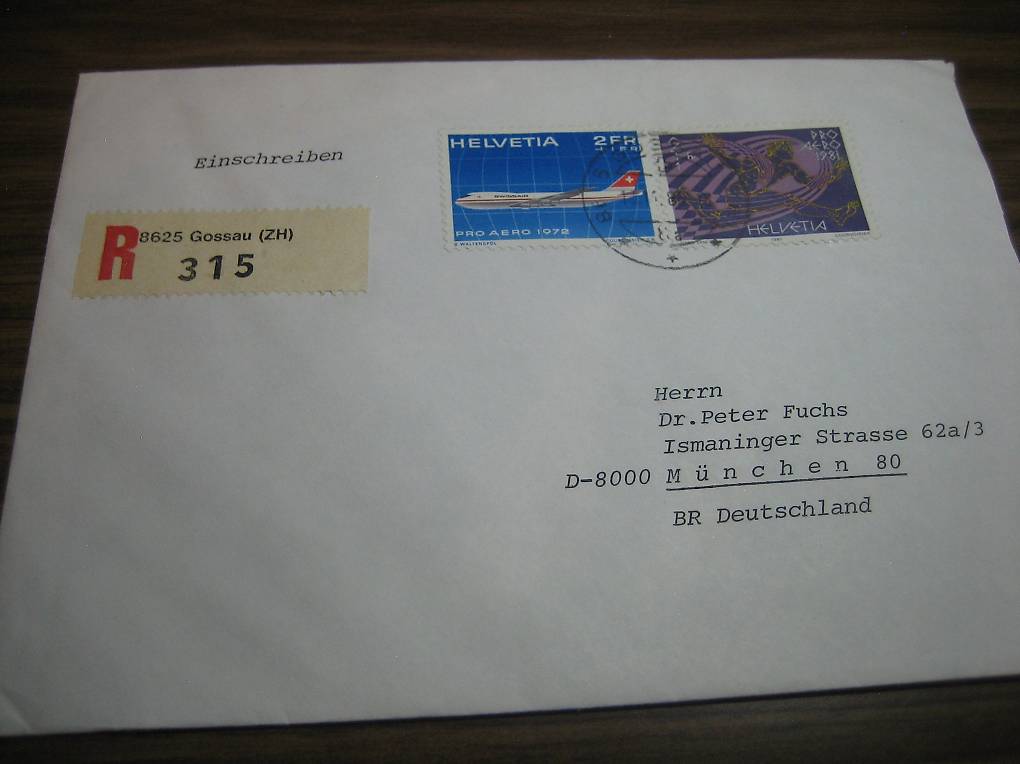 Einschreiben
R 8625 Gossau (ZH)
315
HELVETIA 2FR
PRO AERO 1972
SWISSAIR
PRO
AERO
1981
HELVETIA
Herrn
Dr.Peter Fuchs
Ismaninger Strasse 62a/3
D-8000 M ü n c h e n 80
BR Deutschland